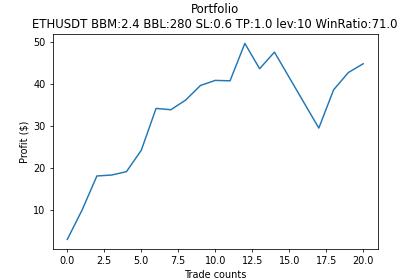 Portfolio
ETHUSDT BBM:2.4 BBL:280 SL:0.6 TP:1.0 lev:10 WinRatio:71.0
50
40
30
20
10
Profit ($)
0.0 2.5 5.0 7.5 10.0 12.5 15.0 17.5 20.0
Trade counts